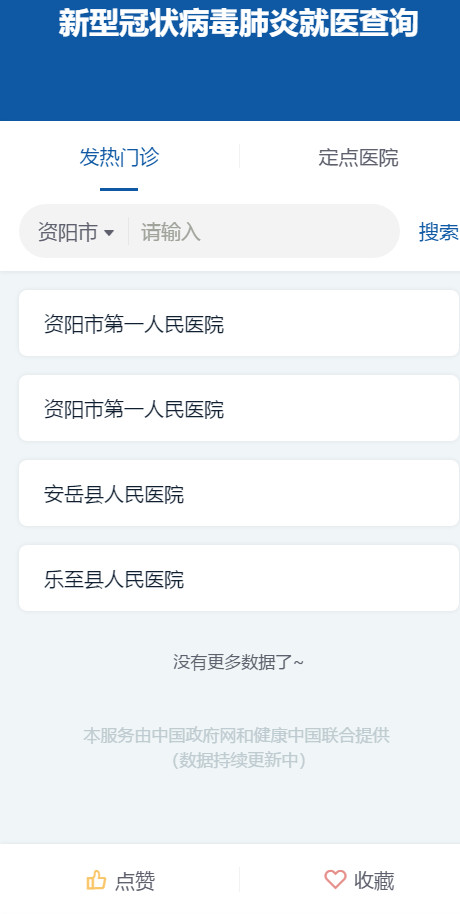 新型冠状病毒肺炎就医查询
发热门诊
定点医院
资阳市
请输入
搜索
资阳市第一人民医院
资阳市第一人民医院
安岳县人民医院
乐至县人民医院
没有更多数据了~
本服务由中国政府网和健康中国联合提供
(数据持续更新中)
点赞
收藏